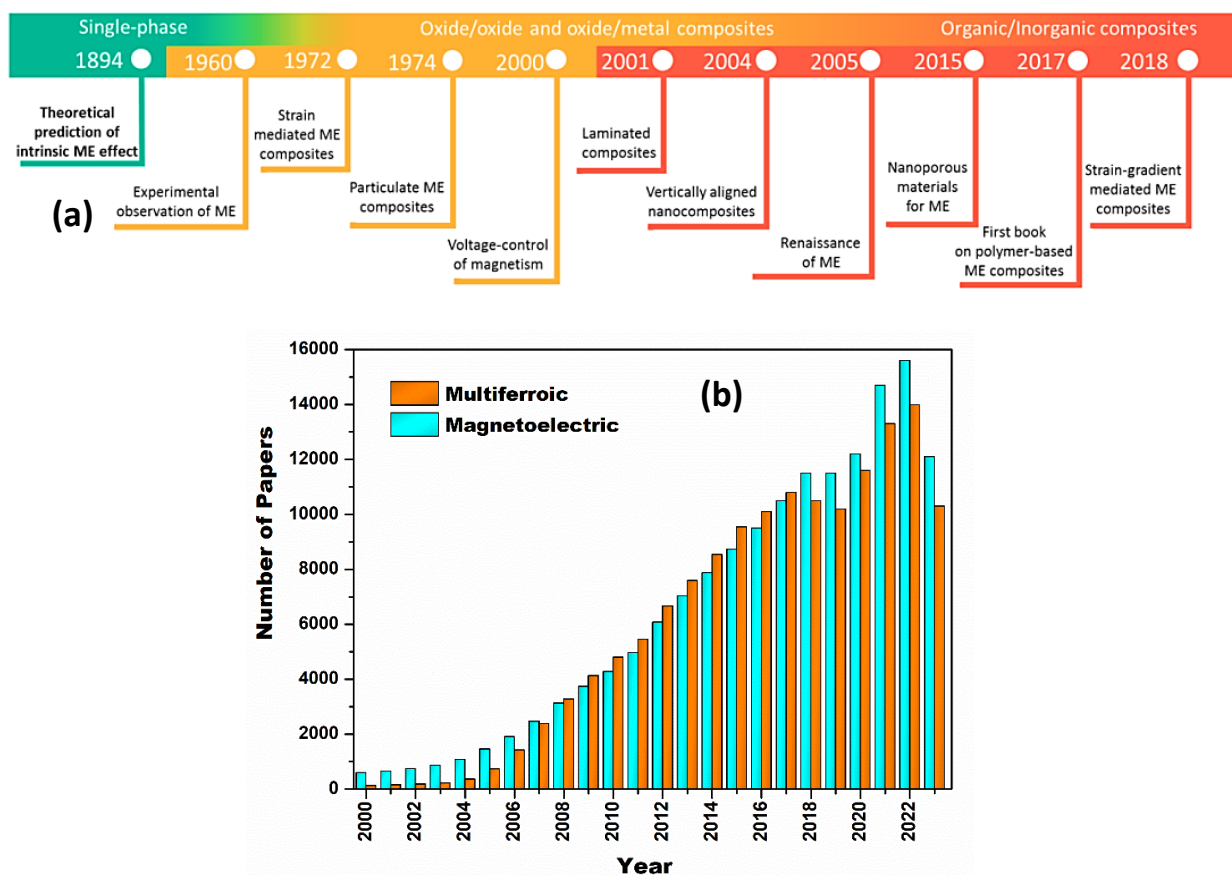 Single-phase
Oxide/oxide and oxide/metal composites
Organic/Inorganic composites
1894
1960
1972
1974
2000
2001
2004
2005
2015
2017
2018
Theoretical
prediction of
intrinsic ME effect
Experimental
observation of ME
Strain
mediated ME
composites
Particulate ME
composites
Voltage-control
of magnetism
Laminated
composites
Vertically aligned
nanocomposites
Renaissance
of ME
Nanoporous
materials
for ME
First book
on polymer-based
ME composites
Strain-gradient
mediated ME
composites
(a)
(b)
Multiferroic
Magnetoelectric
Number of Papers
16000
14000
12000
10000
8000
6000
4000
2000
0
2000
2002
2004
2006
2008
2010
2012
2014
2016
2018
2020
2022
Year